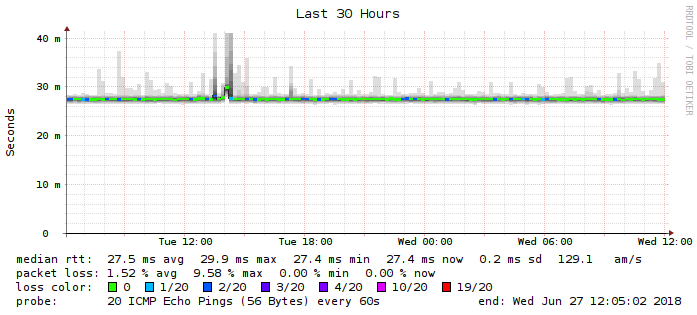 Last 30 Hours
RRDTOOL / TOBI OETIKER
Seconds
40 m
30 m
20 m
10 m
0
Tue 12:00 Tue 18:00 Wed 00:00 Wed 06:00 Wed 12:00
median rtt: 27.5 ms avg 29.9 ms max 27.4 ms min 27.4 ms now 0.2 ms sd 129.1 am/s
packet loss: 1.52 % avg 9.58 % max 0.00 % min 0.00 % now
loss color: 0 1/20 2/20 3/20 4/20 10/20 19/20
probe: 20 ICMP Echo Pings (56 Bytes) every 60s end: Wed Jun 27 12:05:02 2018